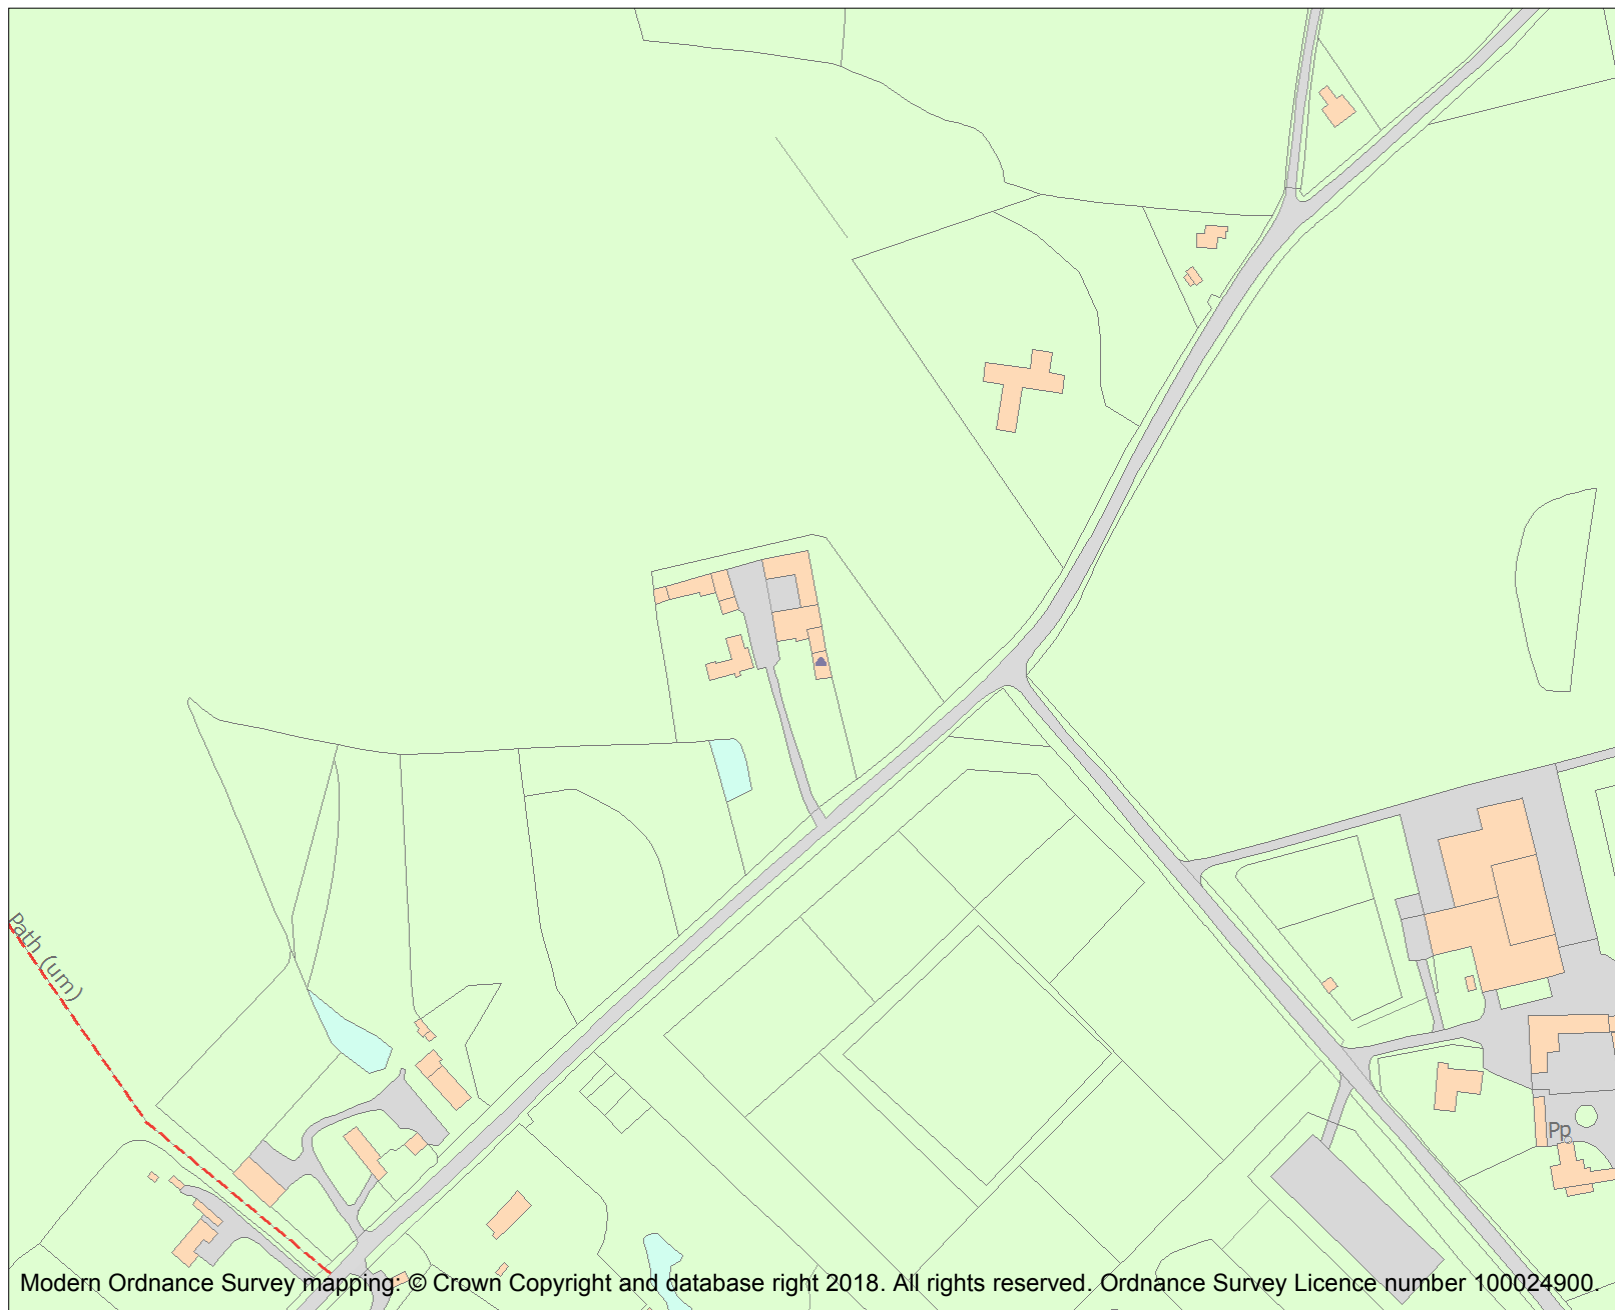 Path (um)
Pp
Modern Ordnance Survey mapping: © Crown Copyright and database right 2018. All rights reserved. Ordnance Survey Licence number 100024900.